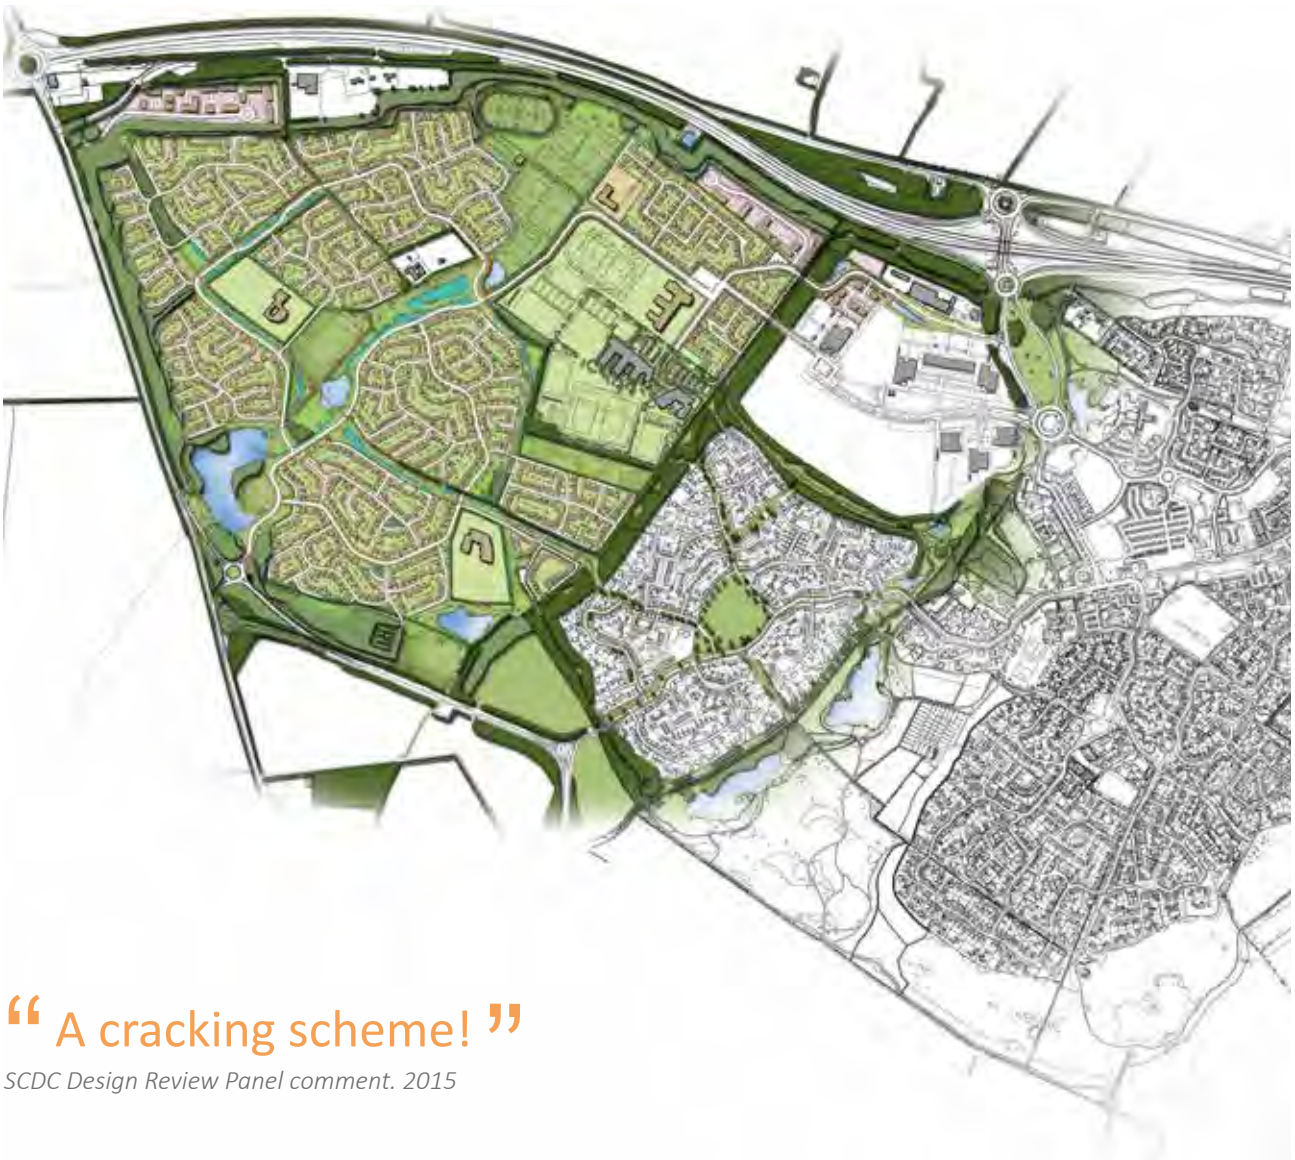 “ A cracking scheme! ”
SCDC Design Review Panel comment. 2015